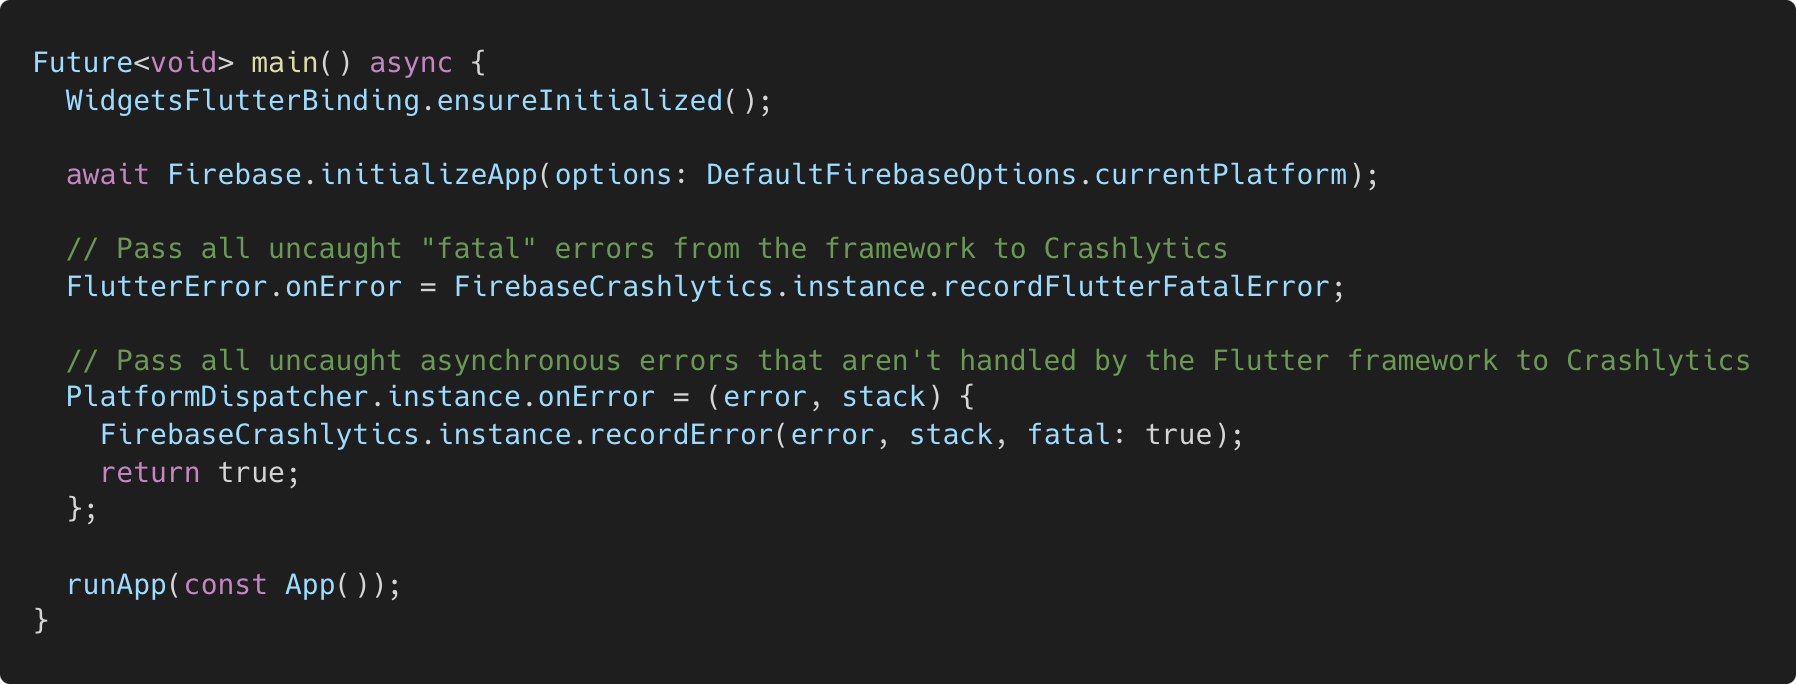 Future<void> main() async {
  WidgetsFlutterBinding.ensureInitialized();

  await Firebase.initializeApp(options: DefaultFirebaseOptions.currentPlatform);

  // Pass all uncaught "fatal" errors from the framework to Crashlytics
  FlutterError.onError = FirebaseCrashlytics.instance.recordFlutterFatalError;

  // Pass all uncaught asynchronous errors that aren't handled by the Flutter framework to Crashlytics
  PlatformDispatcher.instance.onError = (error, stack) {
    FirebaseCrashlytics.instance.recordError(error, stack, fatal: true);
    return true;
  };

  runApp(const App());
}